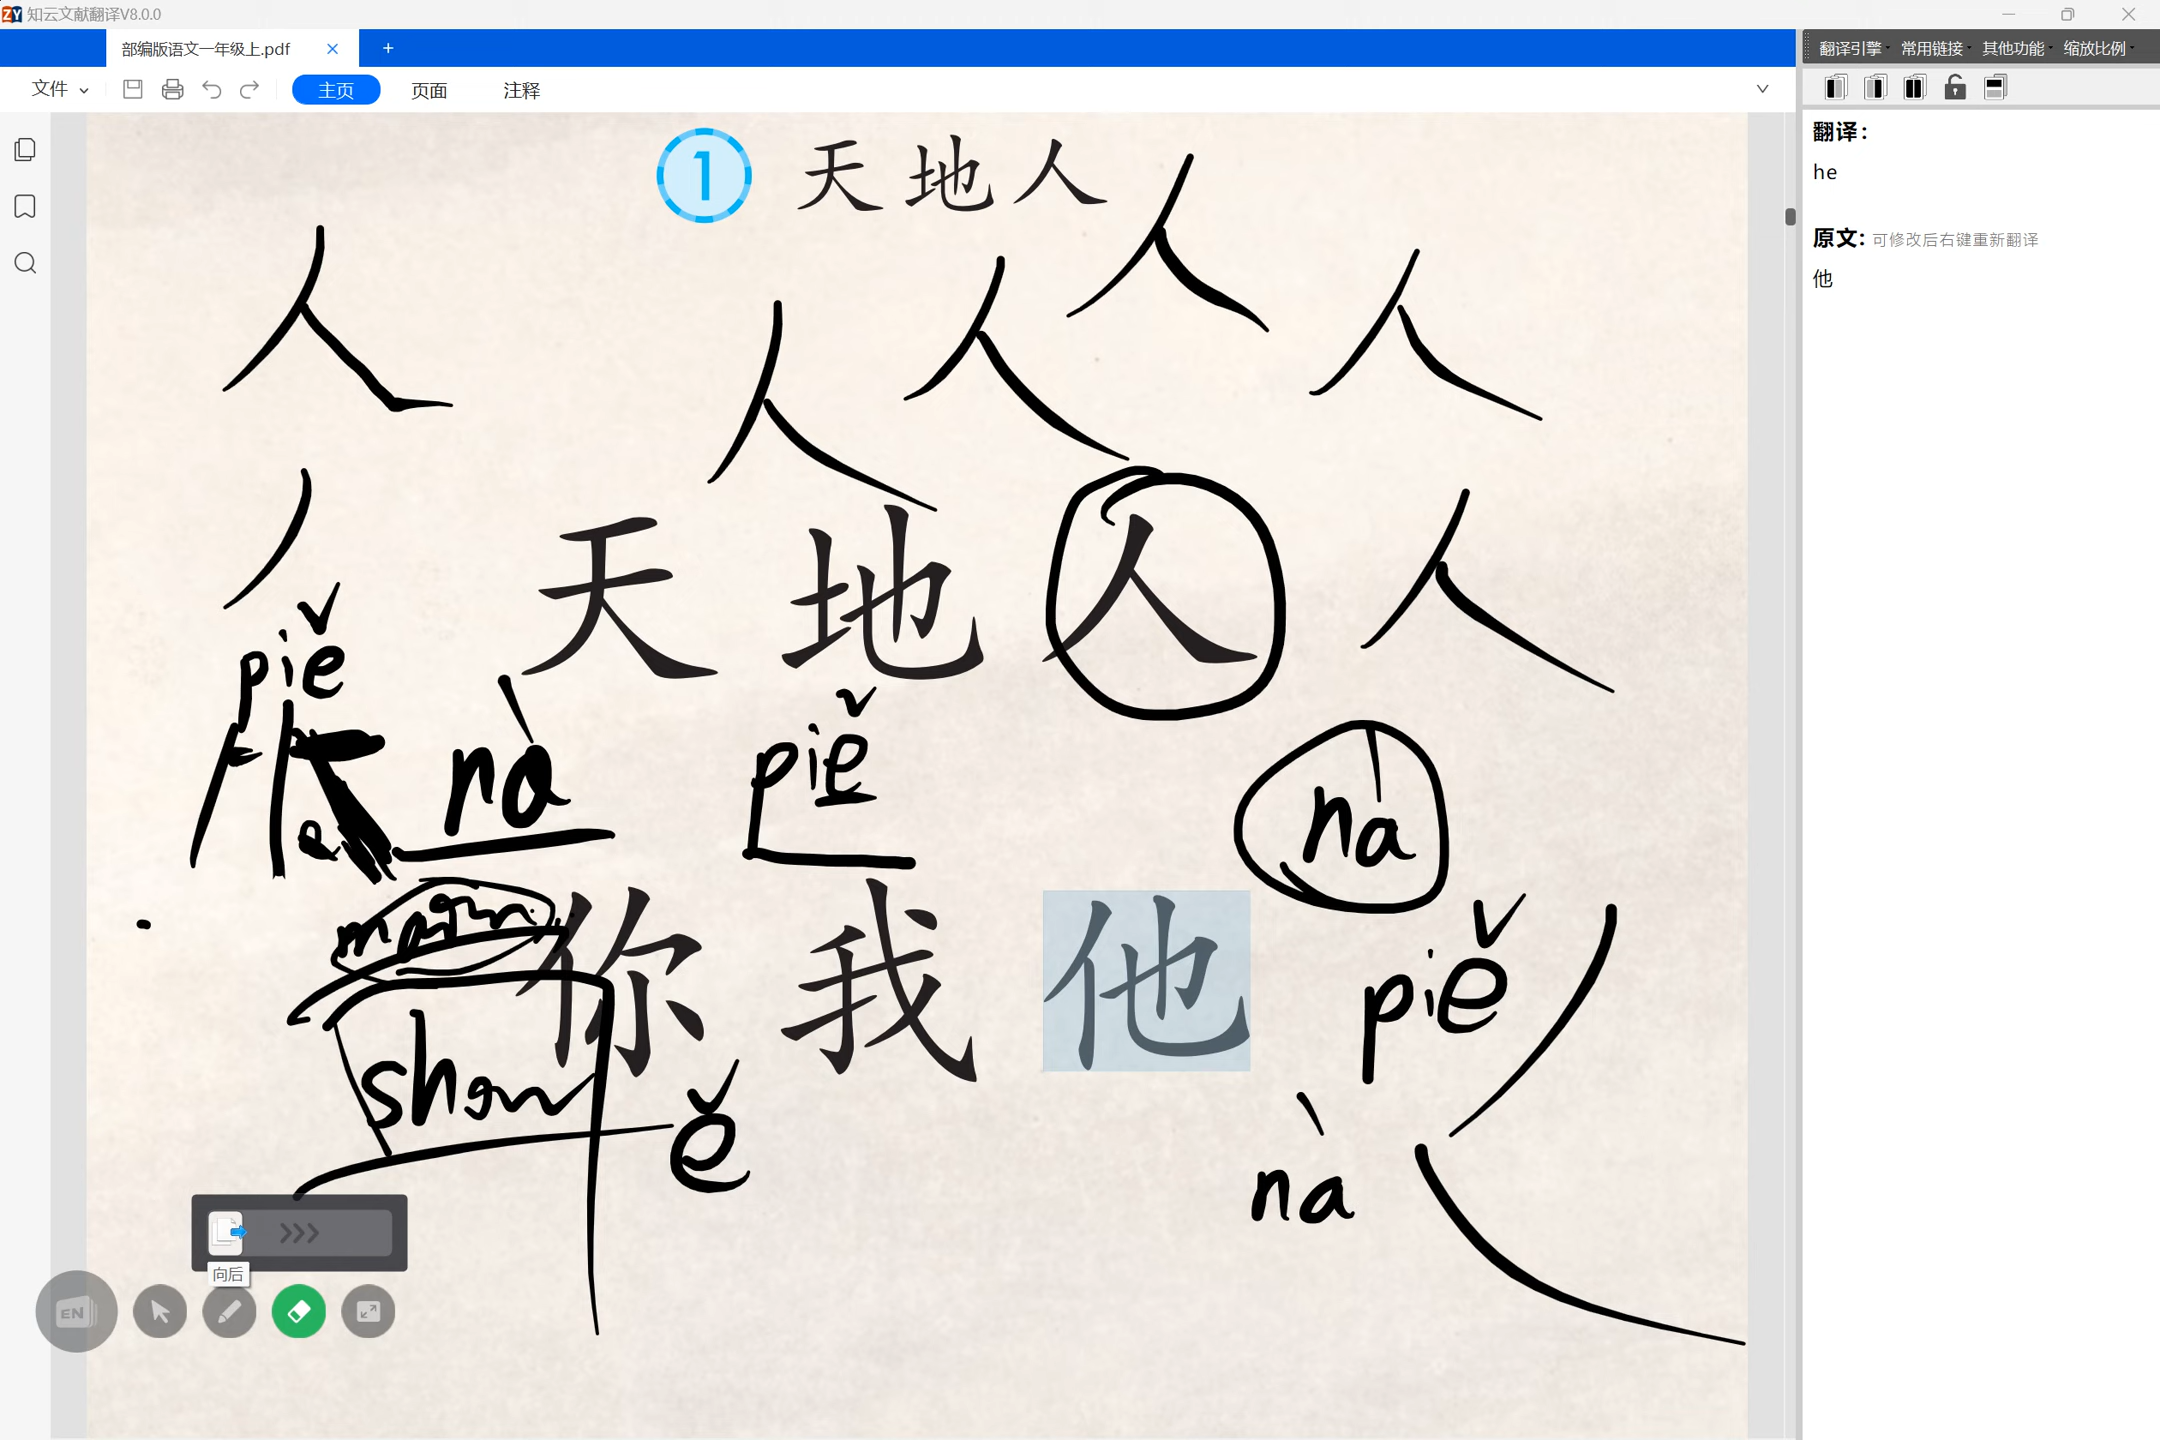 知云文献翻译V8.0.0
部编版语文一年级上.pdf
翻译引擎 常用链接 其他功能 缩放比例
文件 主页 页面 注释
翻译：
he
原文: 可修改后右键重新翻译
他
1 天地人
人 人 人 人 人
天 地 人 人
piě
nà piě na
你 我 他
piě
shon
ě
nà
向后
EN